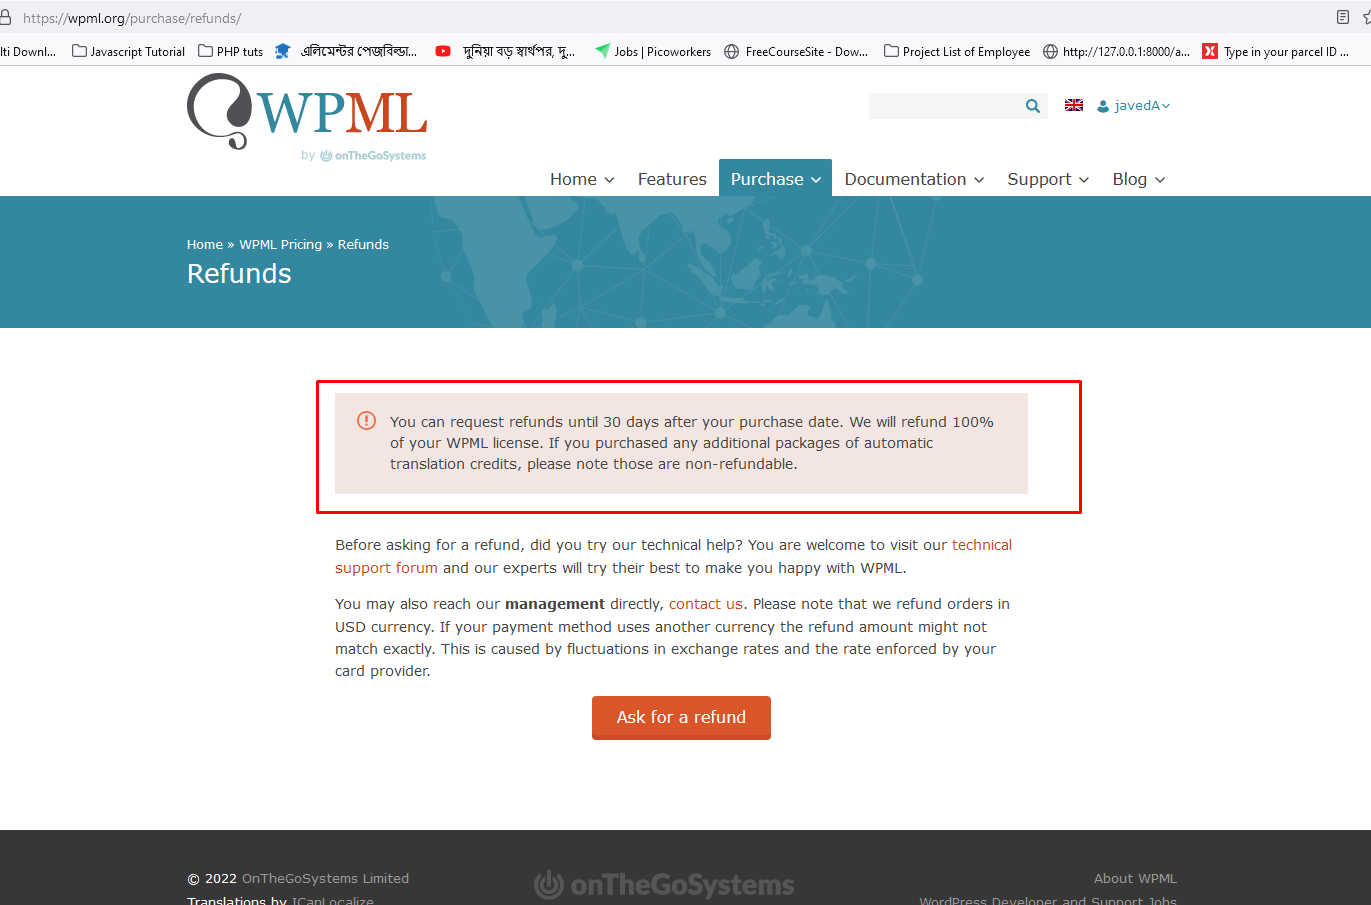 https://wpml.org/purchase/refunds/
lti Downl... Javascript Tutorial PHP tuts এলিমেন্টর পেজবিল্ডা... দুনিয়া বড় স্বার্থপর, দু... Jobs | Picoworkers FreeCourseSite - Dow... Project List of Employee http://127.0.0.1:8000/a... Type in your parcel ID ...
WPML
by onTheGoSystems
javedA
Home Features Purchase Documentation Support Blog
Home » WPML Pricing » Refunds
Refunds
You can request refunds until 30 days after your purchase date. We will refund 100%
of your WPML license. If you purchased any additional packages of automatic
translation credits, please note those are non-refundable.
Before asking for a refund, did you try our technical help? You are welcome to visit our technical
support forum and our experts will try their best to make you happy with WPML.
You may also reach our management directly, contact us. Please note that we refund orders in
USD currency. If your payment method uses another currency the refund amount might not
match exactly. This is caused by fluctuations in exchange rates and the rate enforced by your
card provider.
Ask for a refund
© 2022 OnTheGoSystems Limited
Translations by ICanLocalize
onTheGoSystems
About WPML
WordPress Developer and Support Jobs